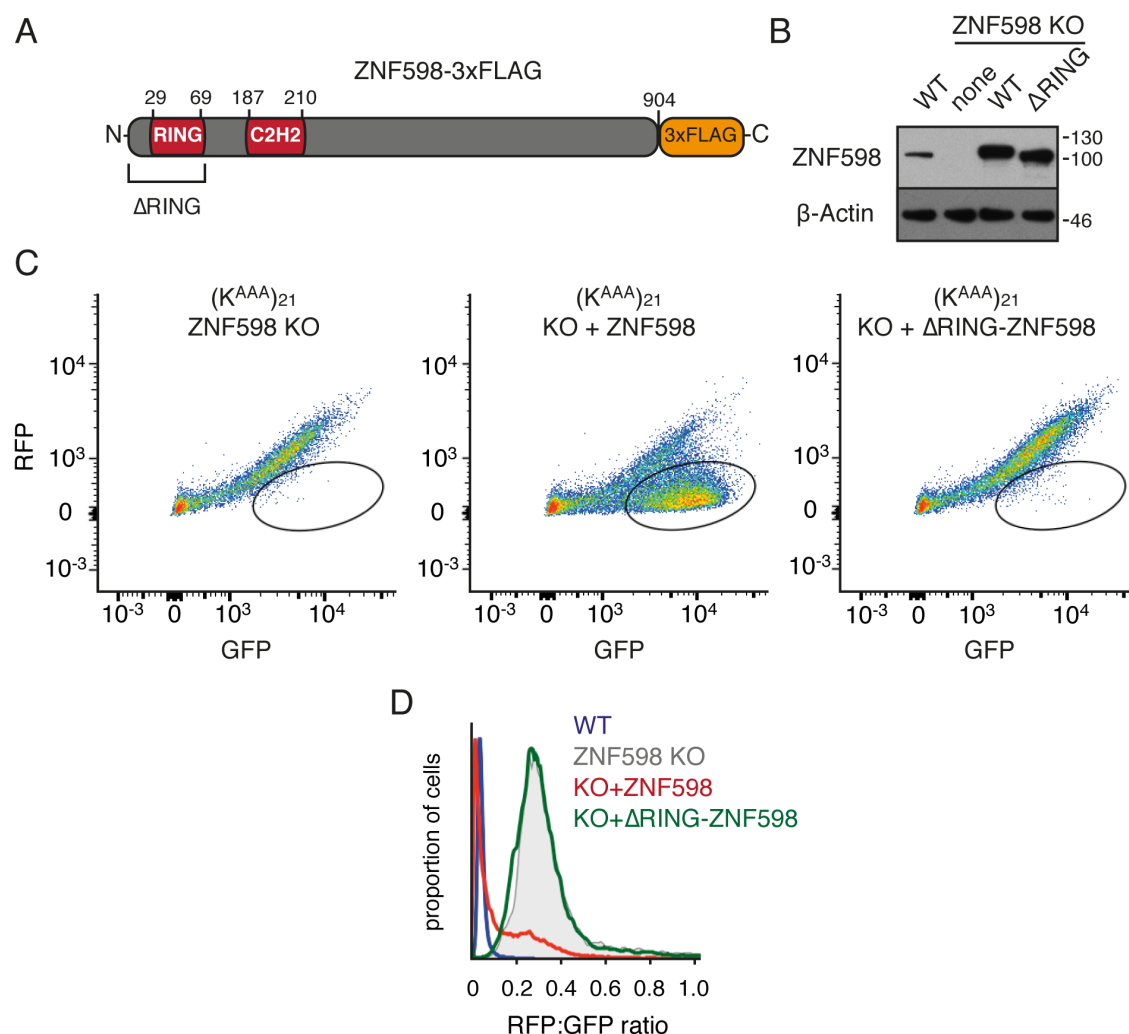 A
ZNF598-3xFLAG
29 69 187 210 904
N RING C2H2 3xFLAG C
ΔRING
B
ZNF598 KO
WT none WT ΔRING
ZNF598
-130
-100
β-Actin
-46
C
(K^AAA)21
ZNF598 KO
(K^AAA)21
KO + ZNF598
(K^AAA)21
KO + ΔRING-ZNF598
RFP
10^4
10^3
0
10^-3
10^4
10^3
0
10^-3
10^4
10^3
0
10^-3
10^-3 0 10^3 10^4
10^-3 0 10^3 10^4
10^-3 0 10^3 10^4
GFP
GFP
GFP
D
WT
ZNF598 KO
KO+ZNF598
KO+ΔRING-ZNF598
proportion of cells
0 0.2 0.4 0.6 0.8 1.0
RFP:GFP ratio